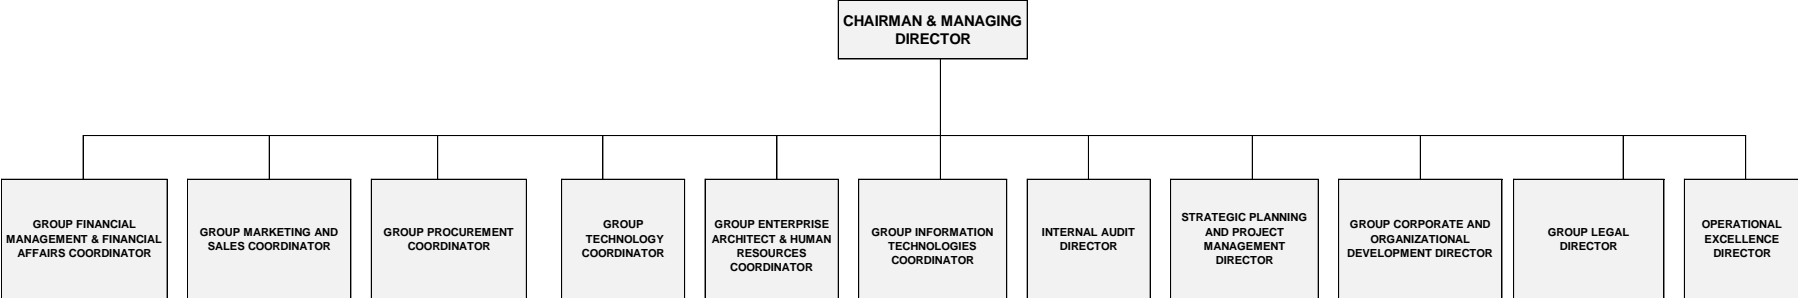 CHAIRMAN & MANAGING
DIRECTOR
GROUP FINANCIAL
MANAGEMENT & FINANCIAL
AFFAIRS COORDINATOR
GROUP MARKETING AND
SALES COORDINATOR
GROUP PROCUREMENT
COORDINATOR
GROUP
TECHNOLOGY
COORDINATOR
GROUP ENTERPRISE
ARCHITECT & HUMAN
RESOURCES
COORDINATOR
GROUP INFORMATION
TECHNOLOGIES
COORDINATOR
INTERNAL AUDIT
DIRECTOR
STRATEGIC PLANNING
AND PROJECT
MANAGEMENT
DIRECTOR
GROUP CORPORATE AND
ORGANIZATIONAL
DEVELOPMENT DIRECTOR
GROUP LEGAL
DIRECTOR
OPERATIONAL
EXCELLENCE
DIRECTOR